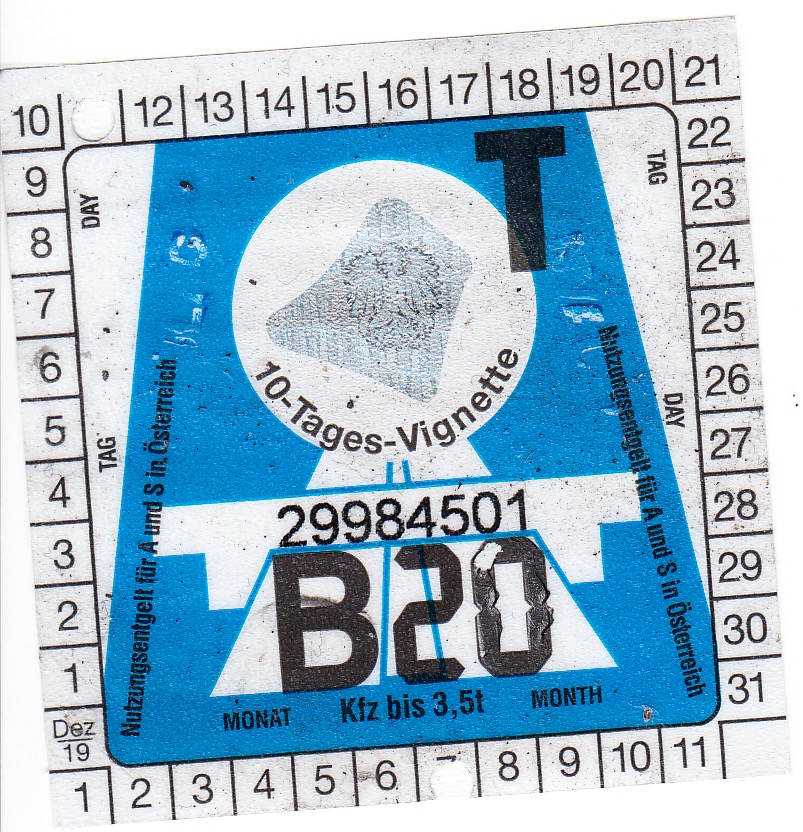 10 12 13 14 15 16 17 18 19 20 21
9 22
8 23
7 24
6 25
5 26
4 27
3 28
2 29
1 30
Dez 19 31
DAY
TAG
TAG
DAY
T
10-Tages-Vignette
Nutzungsentgelt für A und S in Österreich
Nutzungsentgelt für A und S in Österreich
29984501
B20
MONAT Kfz bis 3,5t MONTH
1 2 3 4 5 6 8 9 10 11